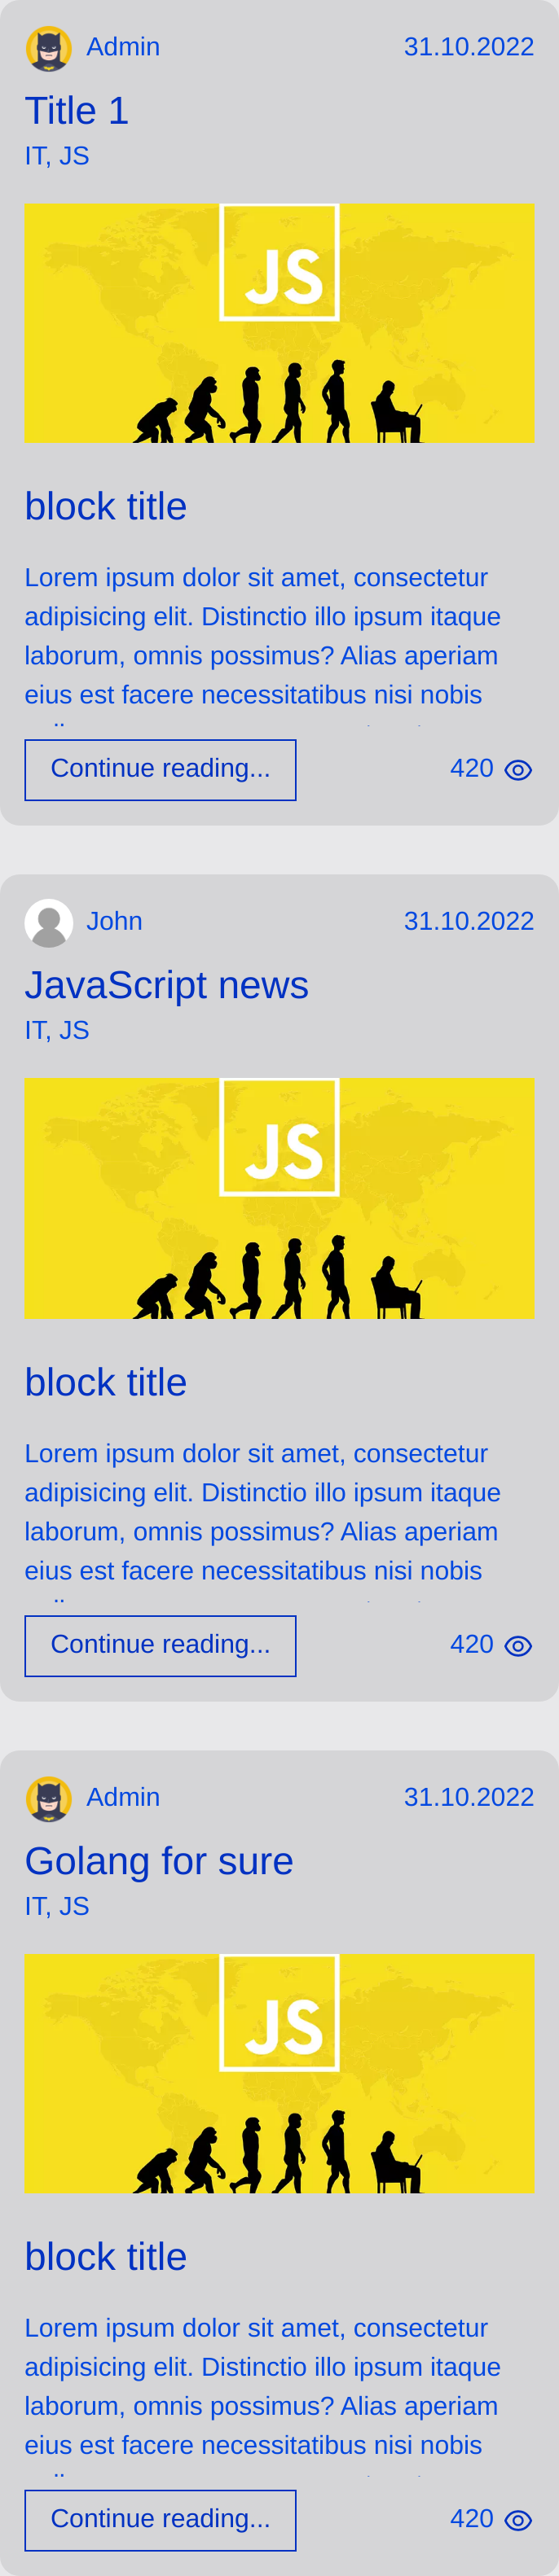 Admin 31.10.2022
Title 1
IT, JS
JS
block title
Lorem ipsum dolor sit amet, consectetur
adipisicing elit. Distinctio illo ipsum itaque
laborum, omnis possimus? Alias aperiam
eius est facere necessitatibus nisi nobis
Continue reading... 420
John 31.10.2022
JavaScript news
IT, JS
JS
block title
Lorem ipsum dolor sit amet, consectetur
adipisicing elit. Distinctio illo ipsum itaque
laborum, omnis possimus? Alias aperiam
eius est facere necessitatibus nisi nobis
Continue reading... 420
Admin 31.10.2022
Golang for sure
IT, JS
JS
block title
Lorem ipsum dolor sit amet, consectetur
adipisicing elit. Distinctio illo ipsum itaque
laborum, omnis possimus? Alias aperiam
eius est facere necessitatibus nisi nobis
Continue reading... 420